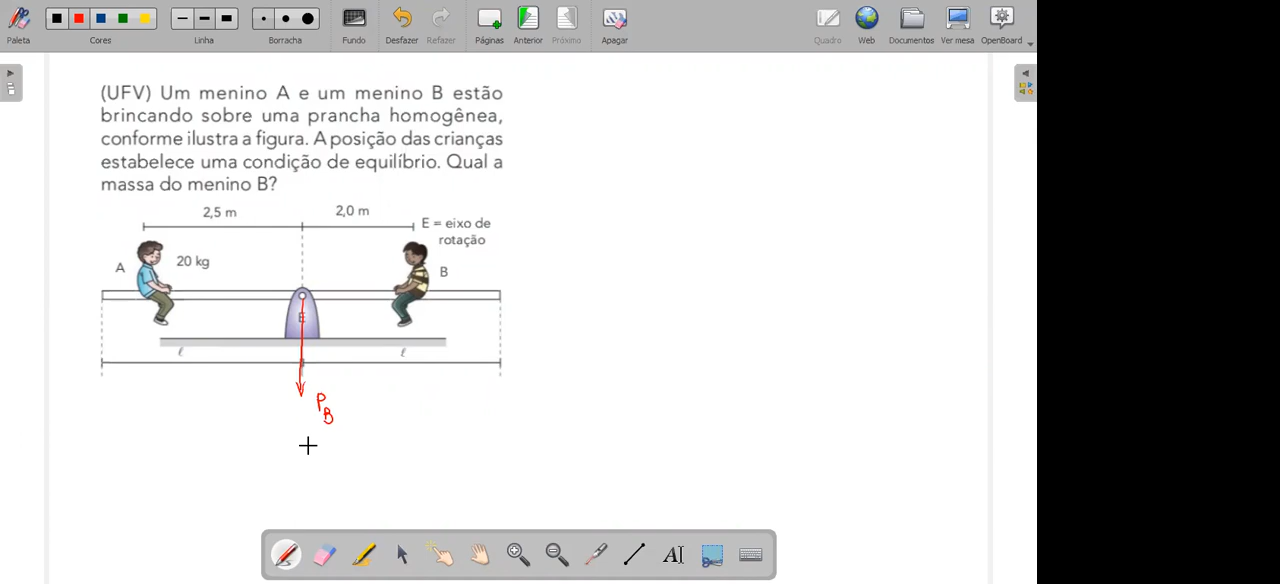 Paleta
Cores
Linha
Borracha
Fundo
Desfazer
Refazer
Páginas
Anterior
Próximo
Apagar
Quadro
Web
Documentos
Ver mesa
OpenBoard
(UFV) Um menino A e um menino B estão
brincando sobre uma prancha homogênea,
conforme ilustra a figura. A posição das crianças
estabelece uma condição de equilíbrio. Qual a
massa do menino B?
2,5 m
2,0 m
E = eixo de
rotação
A
20 kg
B
E
ℓ
ℓ
P_B
A